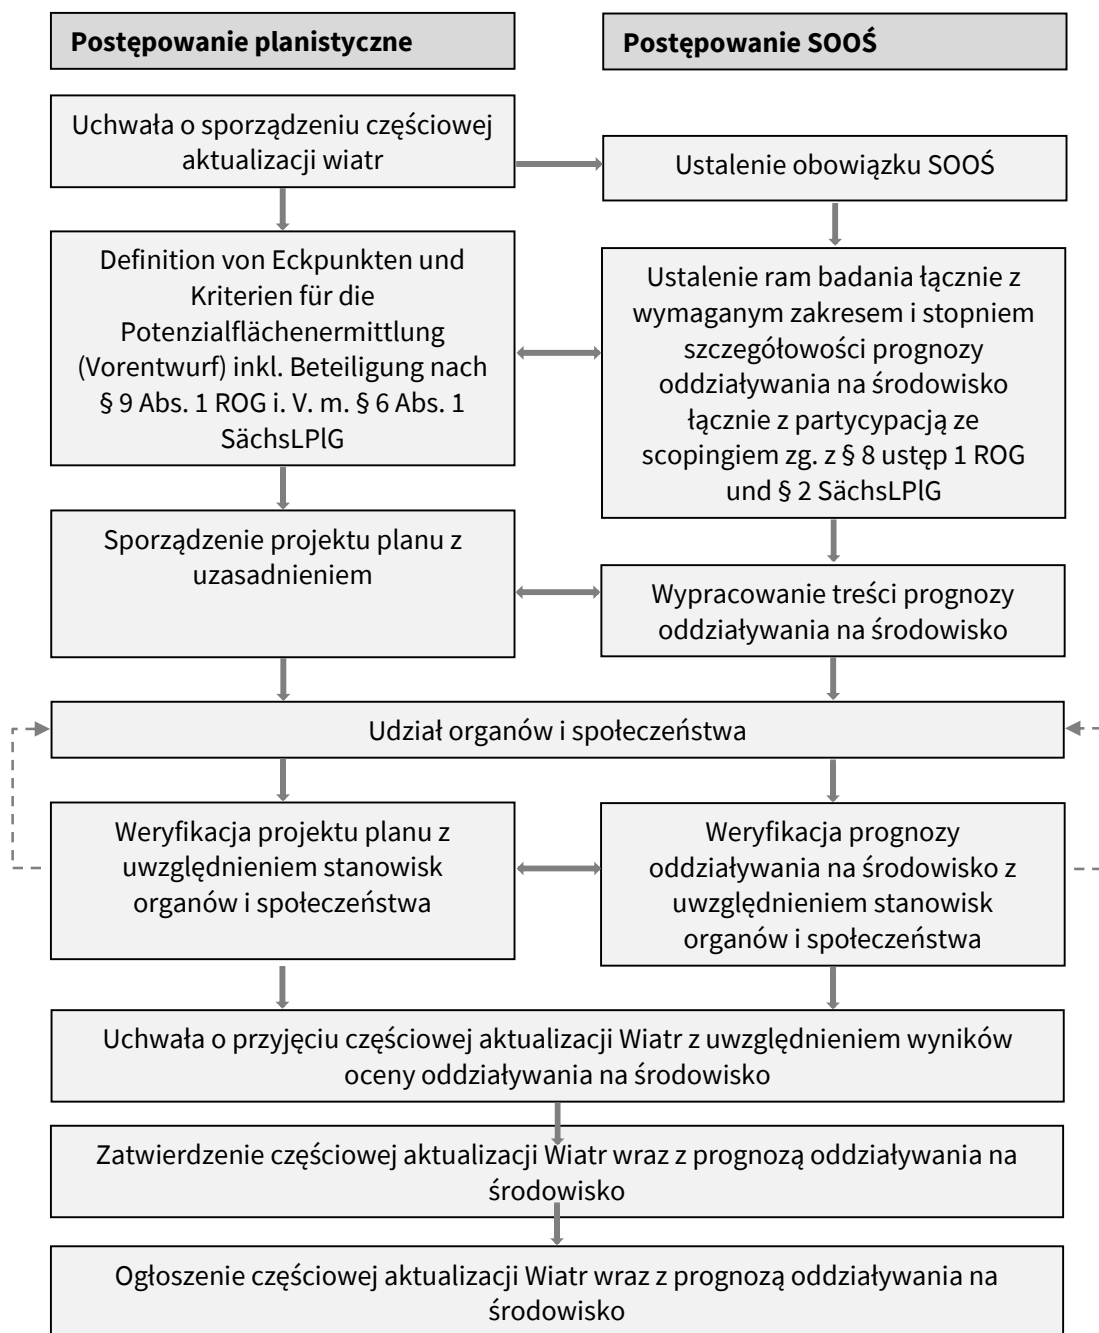 Postępowanie planistyczne
Postępowanie SOOŚ
Uchwała o sporządzeniu częściowej
aktualizacji wiatr
Ustalenie obowiązku SOOŚ
Definition von Eckpunkten und
Kriterien für die
Potenzialflächenermittlung
(Vorentwurf) inkl. Beteiligung nach
§ 9 Abs. 1 ROG i. V. m. § 6 Abs. 1
SächsLPlG
Ustalenie ram badania łącznie z
wymaganym zakresem i stopniem
szczegółowości prognozy
oddziaływania na środowisko
łącznie z partycypacją ze
scopingiem zg. z § 8 ustęp 1 ROG
und § 2 SächsLPlG
Sporządzenie projektu planu z
uzasadnieniem
Wypracowanie treści prognozy
oddziaływania na środowisko
Udział organów i społeczeństwa
Weryfikacja projektu planu z
uwzględnieniem stanowisk
organów i społeczeństwa
Weryfikacja prognozy
oddziaływania na środowisko z
uwzględnieniem stanowisk
organów i społeczeństwa
Uchwała o przyjęciu częściowej aktualizacji Wiatr z uwzględnieniem wyników
oceny oddziaływania na środowisko
Zatwierdzenie częściowej aktualizacji Wiatr wraz z prognozą oddziaływania na
środowisko
Ogłoszenie częściowej aktualizacji Wiatr wraz z prognozą oddziaływania na
środowisko